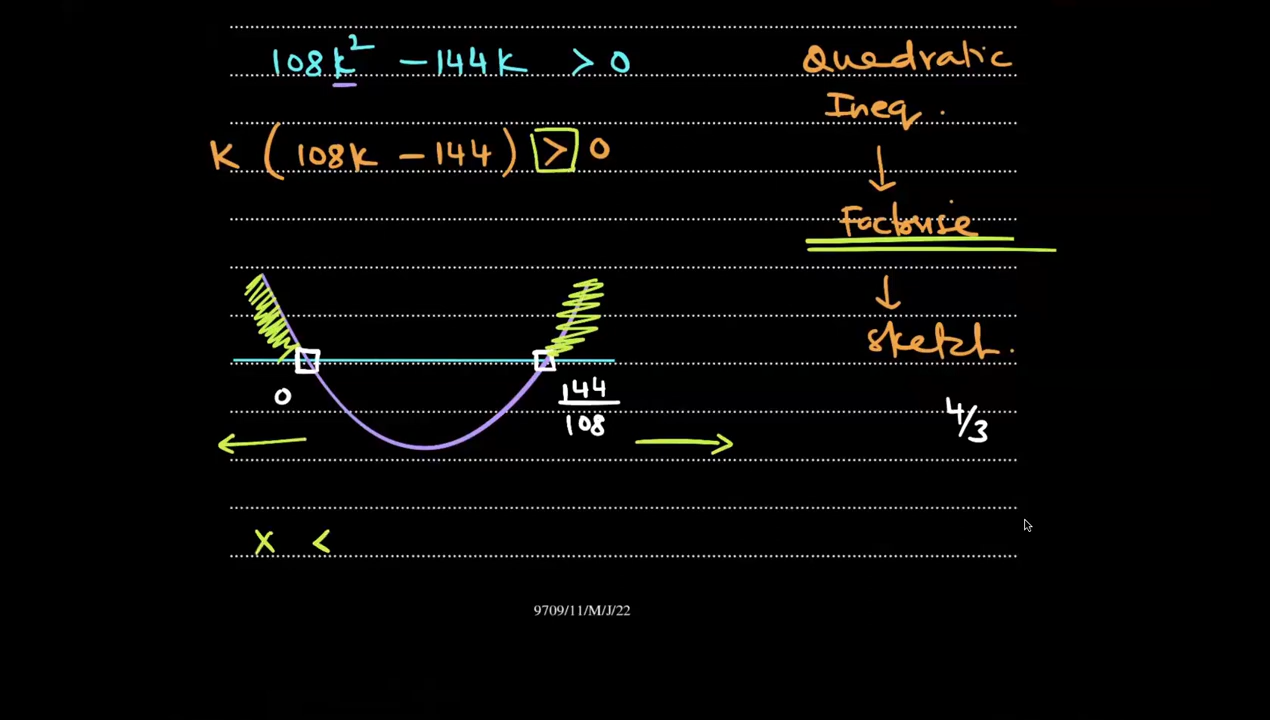 108k² - 144k > 0
Quadratic
Ineq.
k (108k - 144) > 0
↓
Factorise
↓
sketch.
0
144
108
4/3
x <
9709/11/M/J/22